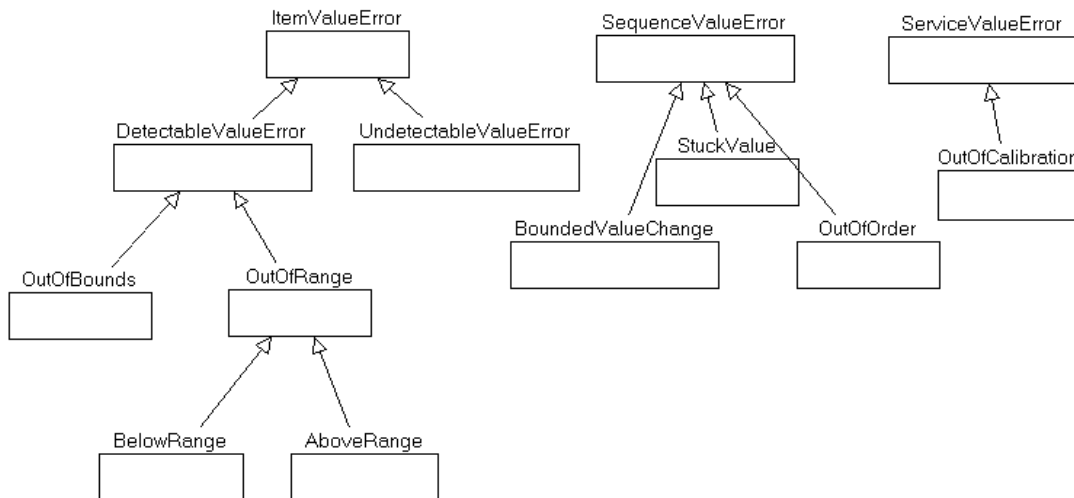 ItemValueError
SequenceValueError
ServiceValueError
DetectableValueError
UndetectableValueError
StuckValue
OutOfCalibration
BoundedValueChange
OutOfOrder
OutOfBounds
OutOfRange
BelowRange
AboveRange